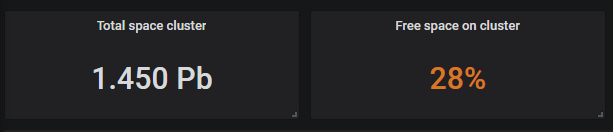 Total space cluster
1.450 Pb
Free space on cluster
28%